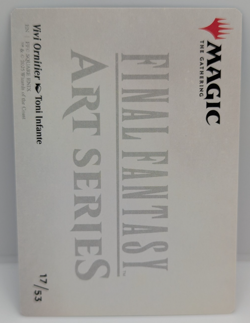 MAGIC
THE GATHERING
FINAL FANTASY
ART SERIES
Vivi Ornitier Toni Infante
17/53